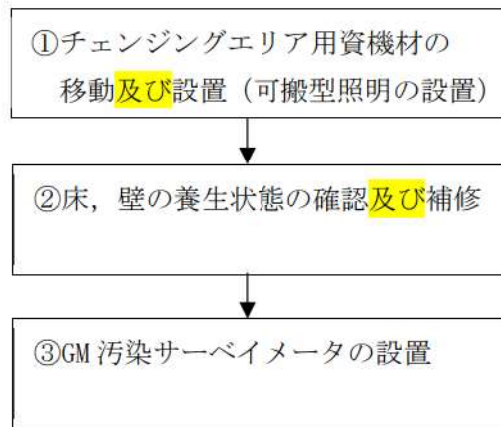 ①チェンジングエリア用資機材の
移動及び設置（可搬型照明の設置）
②床，壁の養生状態の確認及び補修
③GM 汚染サーベイメータの設置